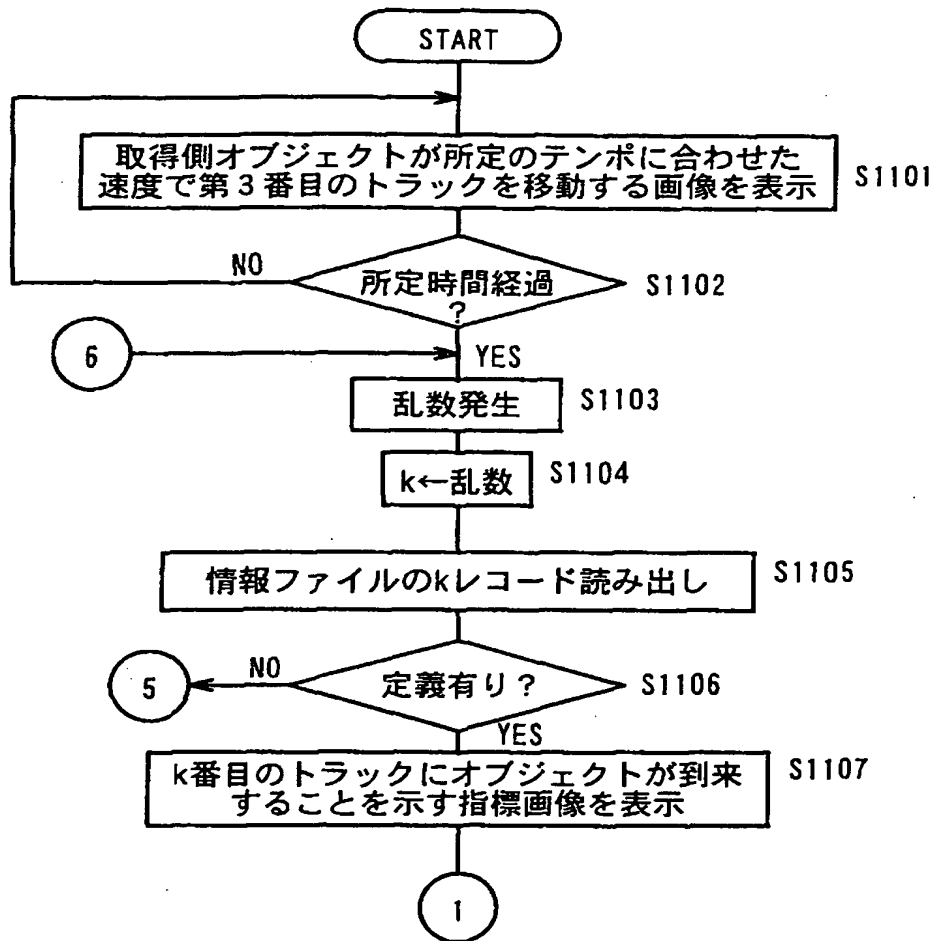 START
取得側オブジェクトが所定のテンポに合わせた
速度で第3番目のトラックを移動する画像を表示
S1101
NO
所定時間経過
?
S1102
6
YES
乱数発生
S1103
k←乱数
S1104
情報ファイルのkレコード読み出し
S1105
5
NO
定義有り?
S1106
YES
k番目のトラックにオブジェクトが到来
することを示す指標画像を表示
S1107
1